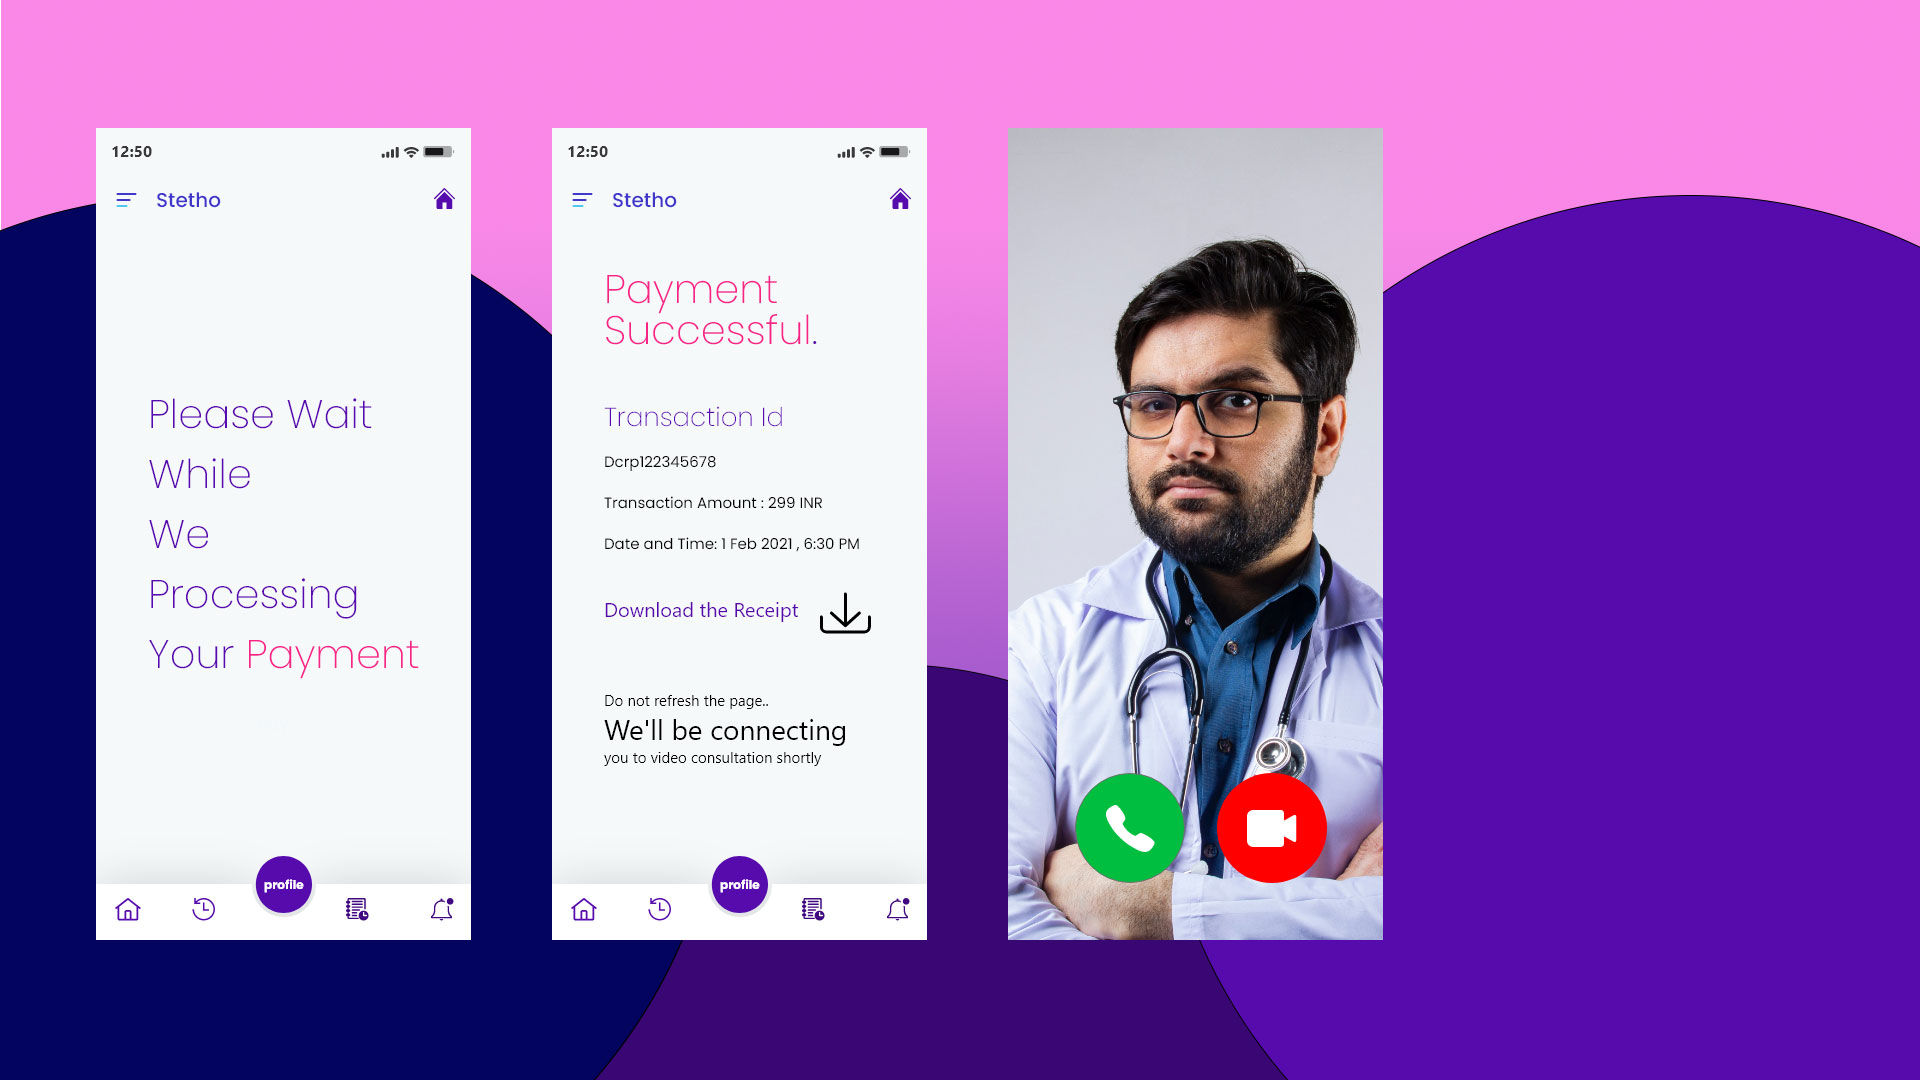 12:50
Stetho
Please Wait
While
We
Processing
Your Payment
profile
12:50
Stetho
Payment
Successful.
Transaction Id
Dcrp122345678
Transaction Amount : 299 INR
Date and Time: 1 Feb 2021 , 6:30 PM
Download the Receipt
Do not refresh the page..
We'll be connecting
you to video consultation shortly
profile